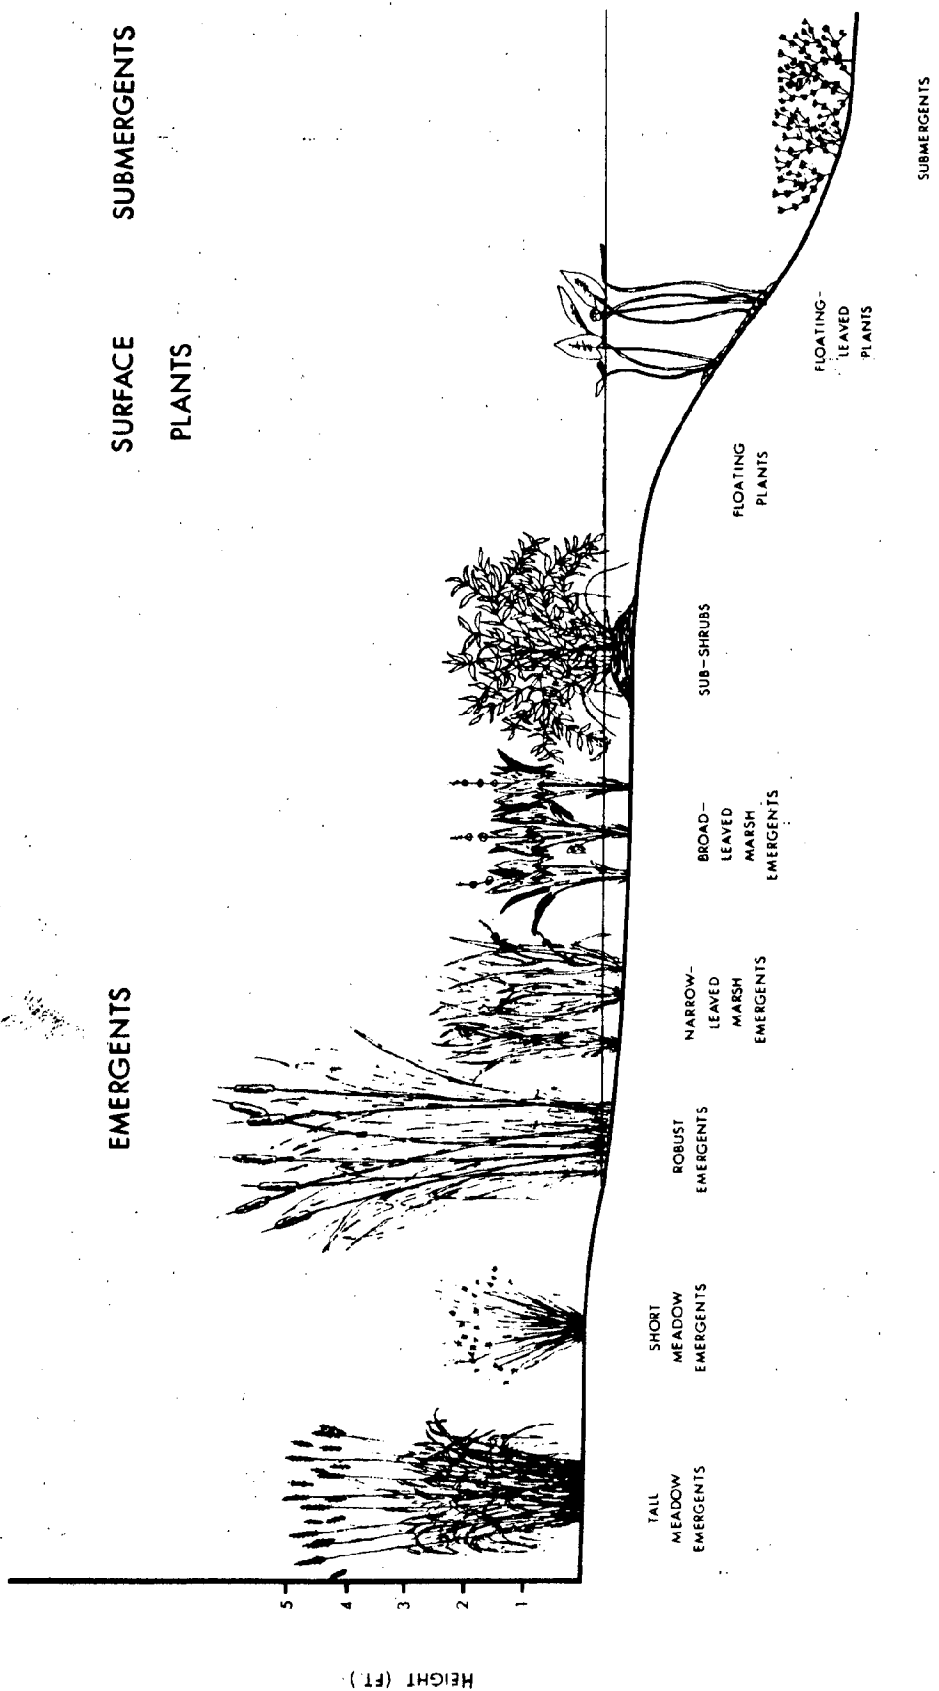 EMERGENTS
SURFACE
PLANTS
SUBMERGENTS
HEIGHT (FT.)
5
4
3
2
1
TALL
MEADOW
EMERGENTS
SHORT
MEADOW
EMERGENTS
ROBUST
EMERGENTS
NARROW-
LEAVED
MARSH
EMERGENTS
BROAD-
LEAVED
MARSH
EMERGENTS
SUB-SHRUBS
FLOATING
PLANTS
FLOATING-
LEAVED
PLANTS
SUBMERGENTS